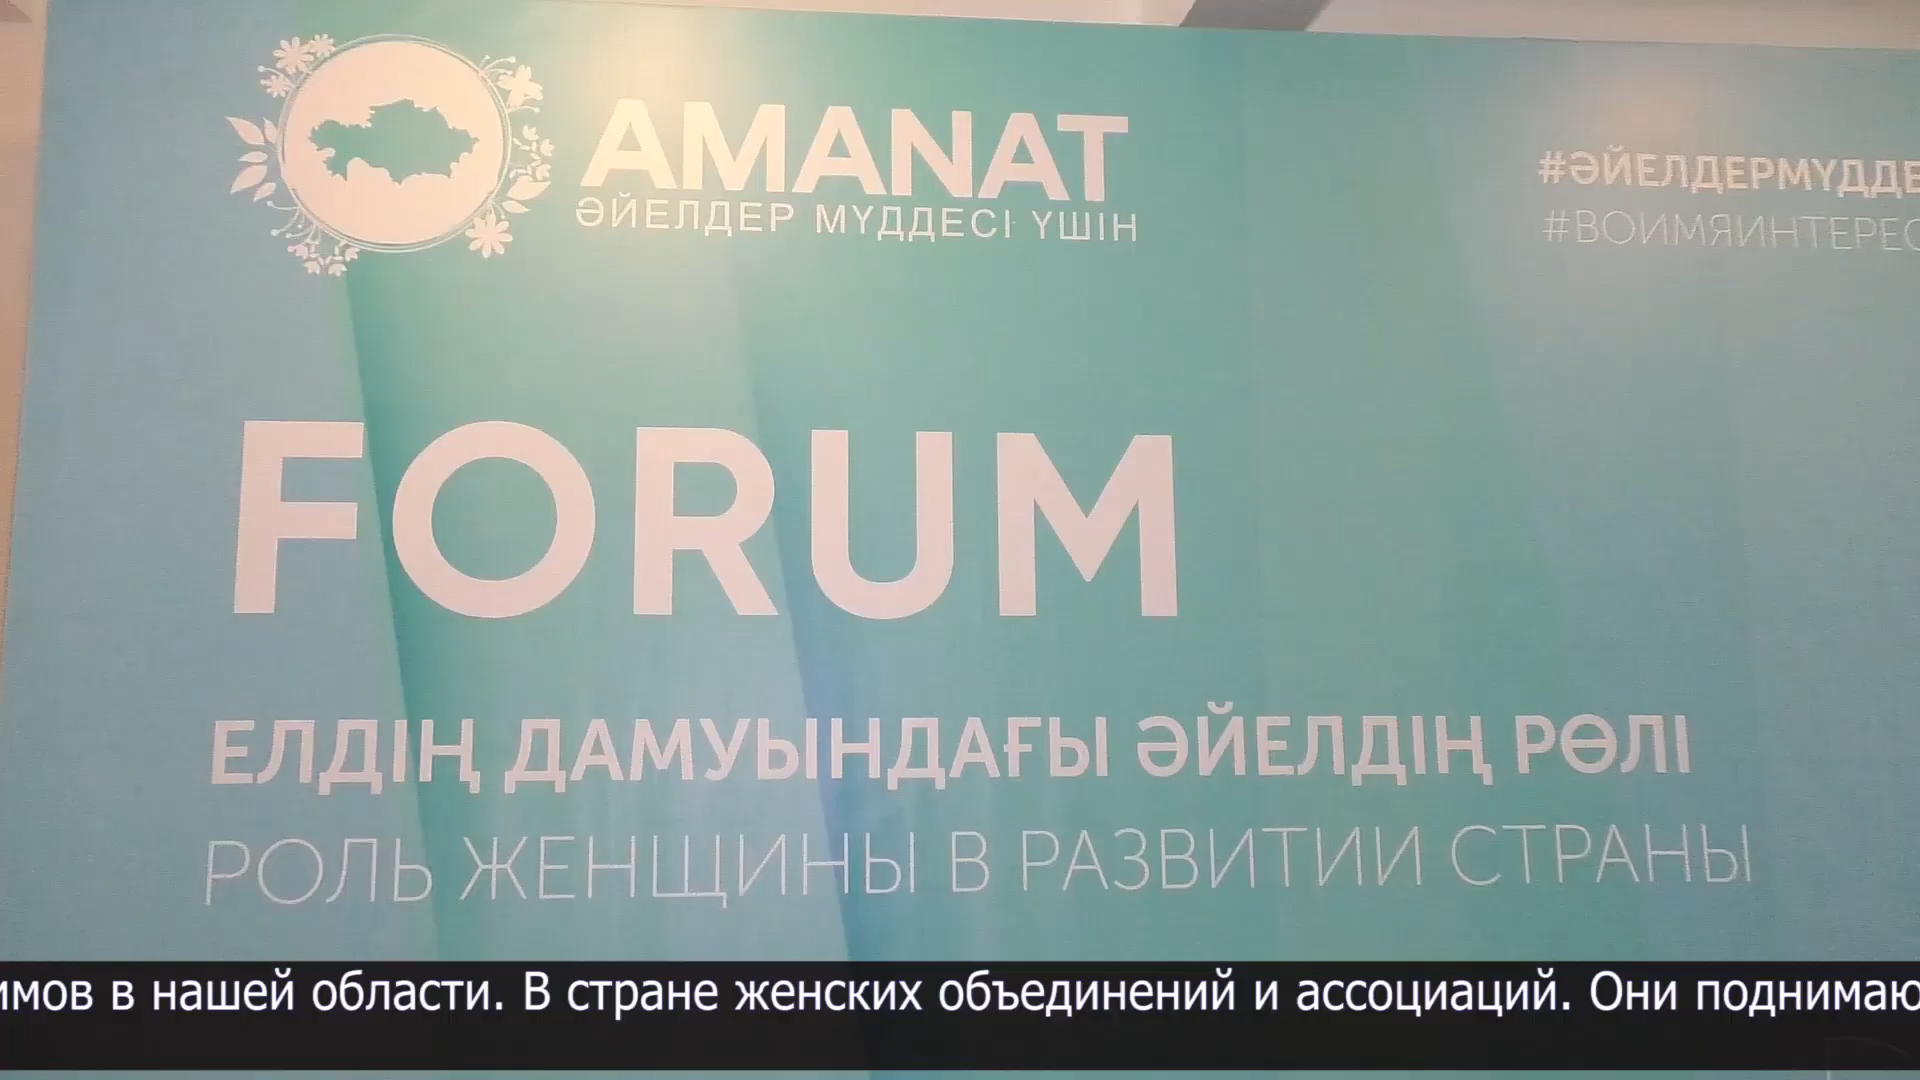 AMANAT
ӘЙЕЛДЕР МҮДДЕСІ ҮШІН
#ӘЙЕЛДЕРМҮДДЕ
#ВОИМЯИНТЕРЕС
FORUM
ЕЛДІҢ ДАМУЫНДАҒЫ ӘЙЕЛДІҢ РӨЛІ
РОЛЬ ЖЕНЩИНЫ В РАЗВИТИИ СТРАНЫ
имов в нашей области. В стране женских объединений и ассоциаций. Они поднимаю